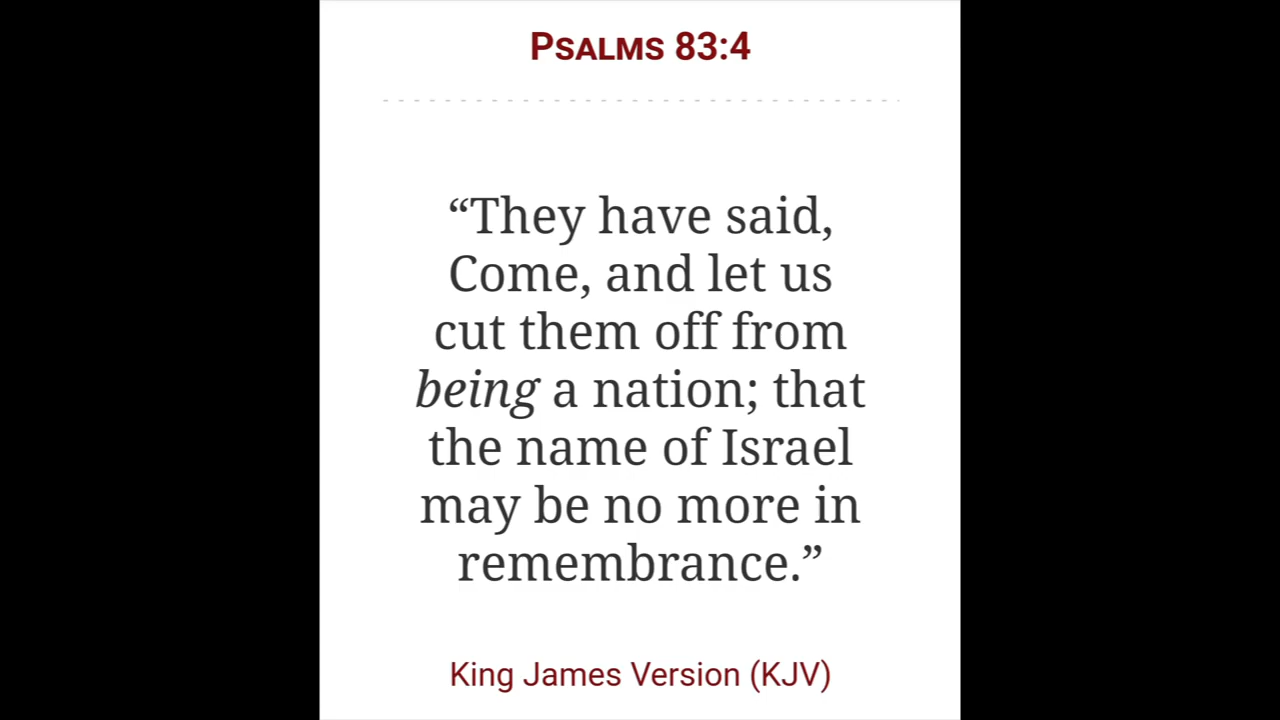 PSALMS 83:4
“They have said,
Come, and let us
cut them off from
being a nation; that
the name of Israel
may be no more in
remembrance.”
King James Version (KJV)